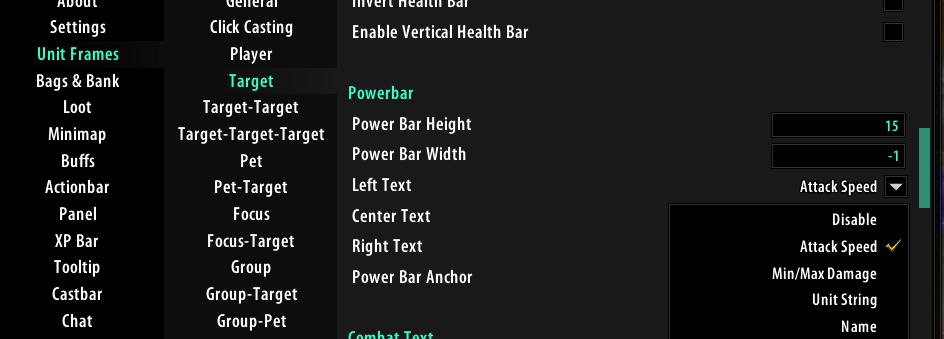 About
Settings
Unit Frames
Bags & Bank
Loot
Minimap
Buffs
Actionbar
Panel
XP Bar
Tooltip
Castbar
Chat
General
Click Casting
Player
Target
Target-Target
Target-Target-Target
Pet
Pet-Target
Focus
Focus-Target
Group
Group-Target
Group-Pet
Invert Health Bar
Enable Vertical Health Bar
Powerbar
Power Bar Height 15
Power Bar Width -1
Left Text Attack Speed
Center Text
Right Text
Power Bar Anchor
Disable
Attack Speed
Min/Max Damage
Unit String
Name
Combat Text